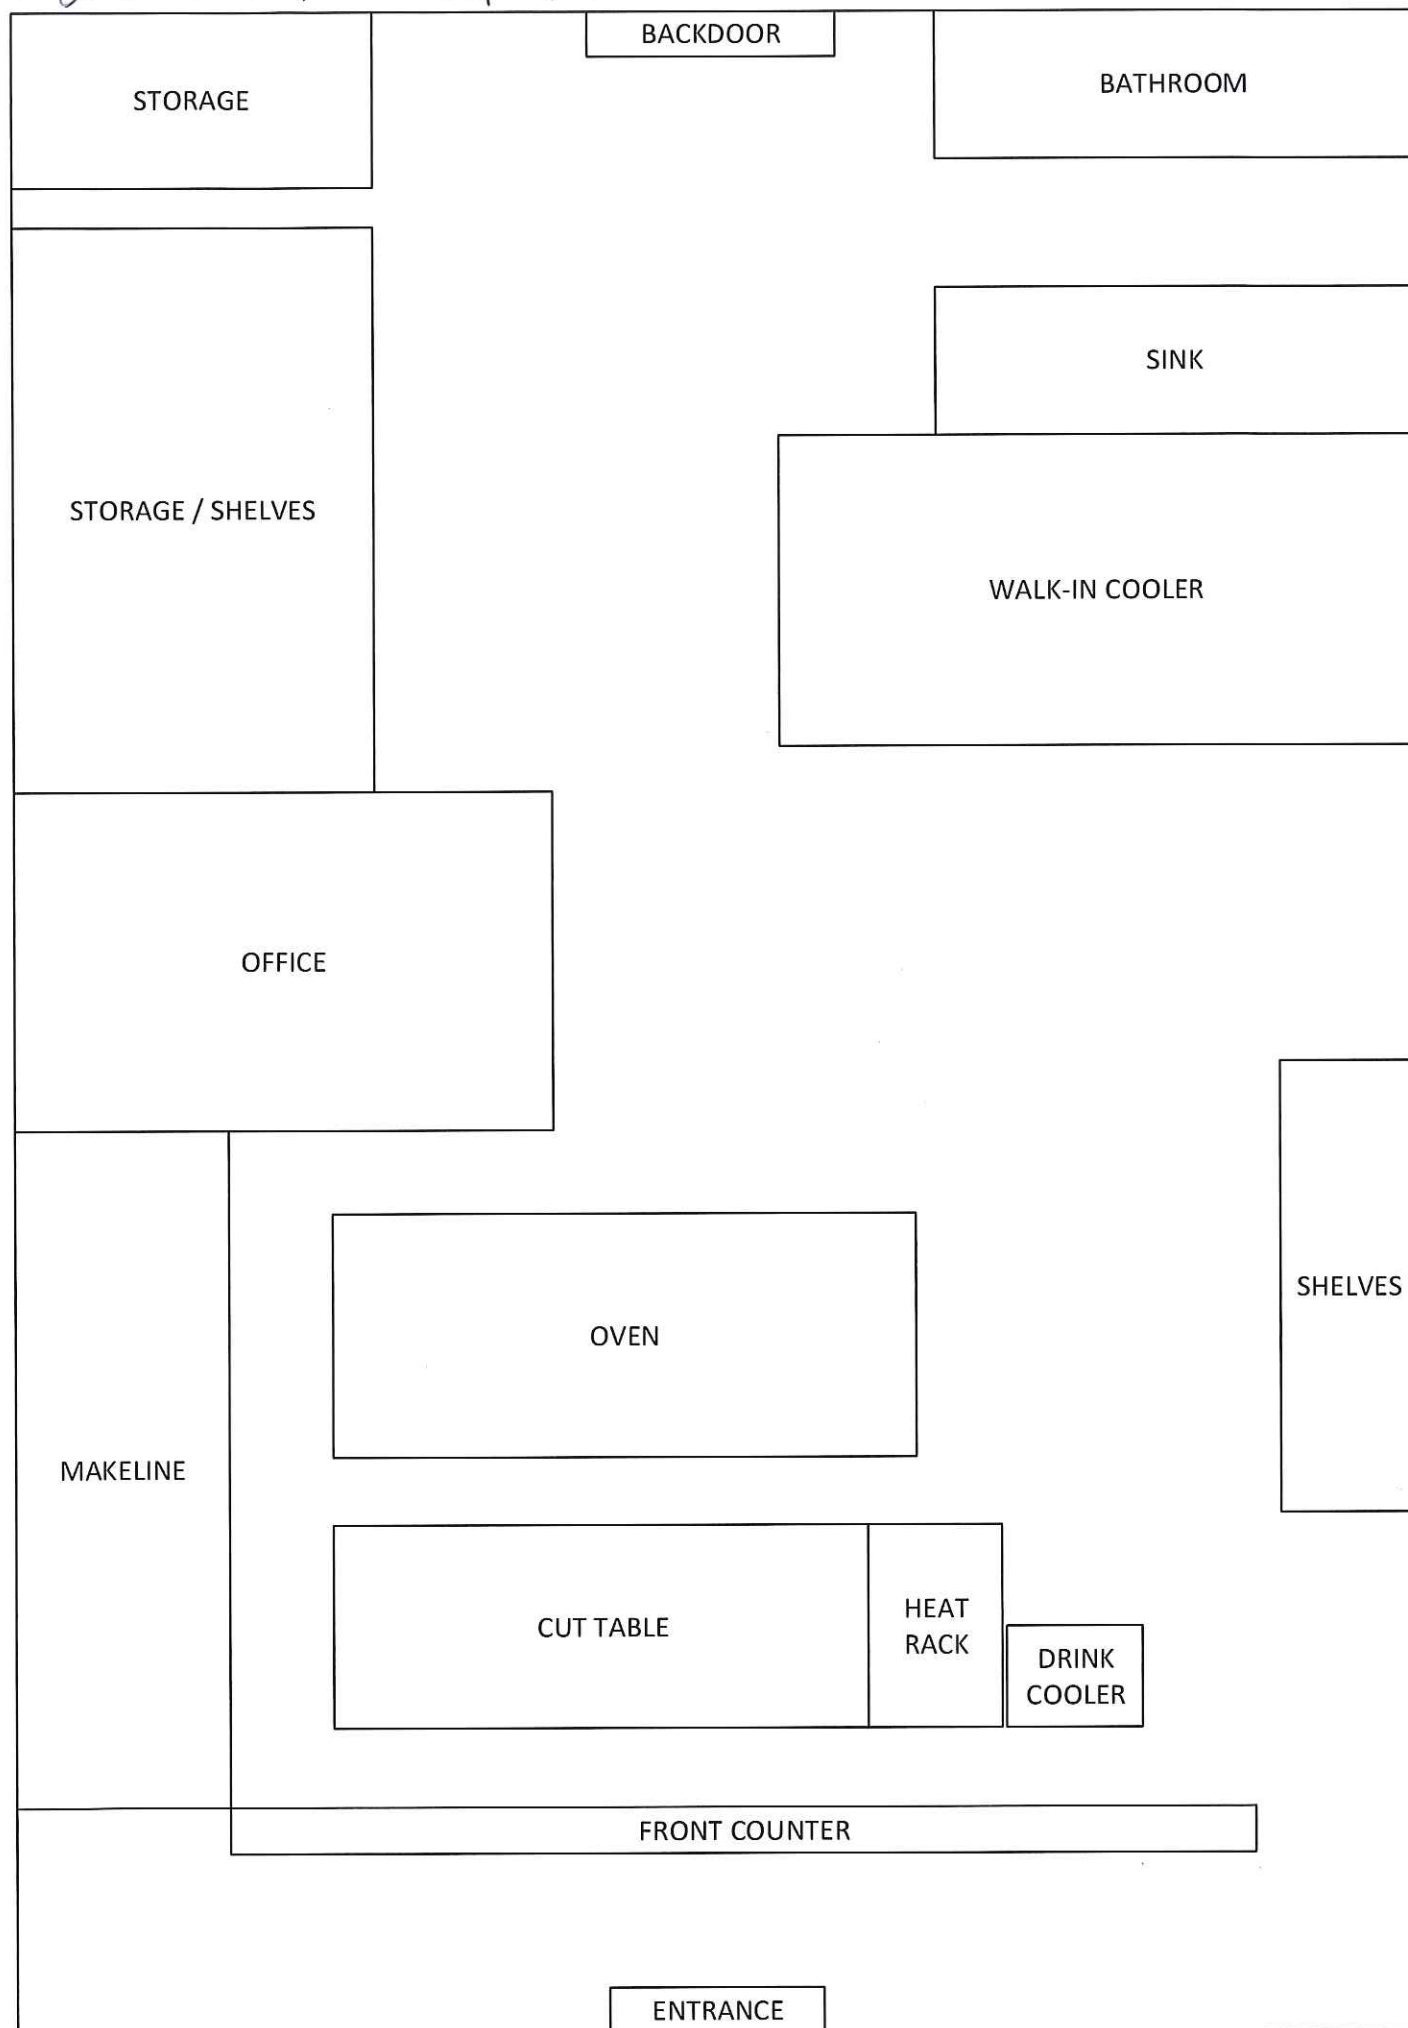 BACKDOOR
BATHROOM
STORAGE
SINK
STORAGE / SHELVES
WALK-IN COOLER
OFFICE
SHELVES
OVEN
MAKELINE
CUT TABLE
HEAT
RACK
DRINK
COOLER
FRONT COUNTER
ENTRANCE